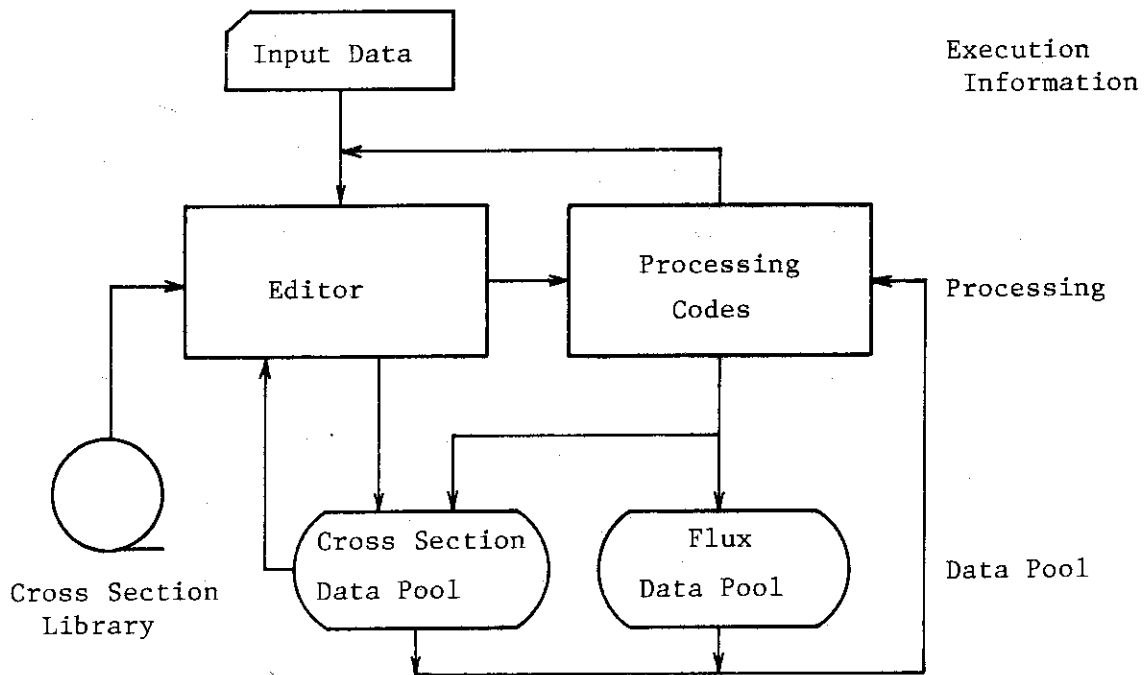 Input Data
Execution
Information
Editor
Processing
Codes
Processing
Cross Section
Data Pool
Flux
Data Pool
Data Pool
Cross Section
Library